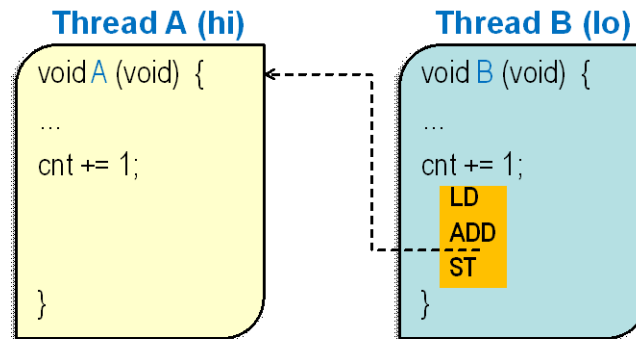 Thread A (hi)
void A (void) {
...
cnt += 1;
}
Thread B (lo)
void B (void) {
...
cnt += 1;
LD
ADD
ST
}